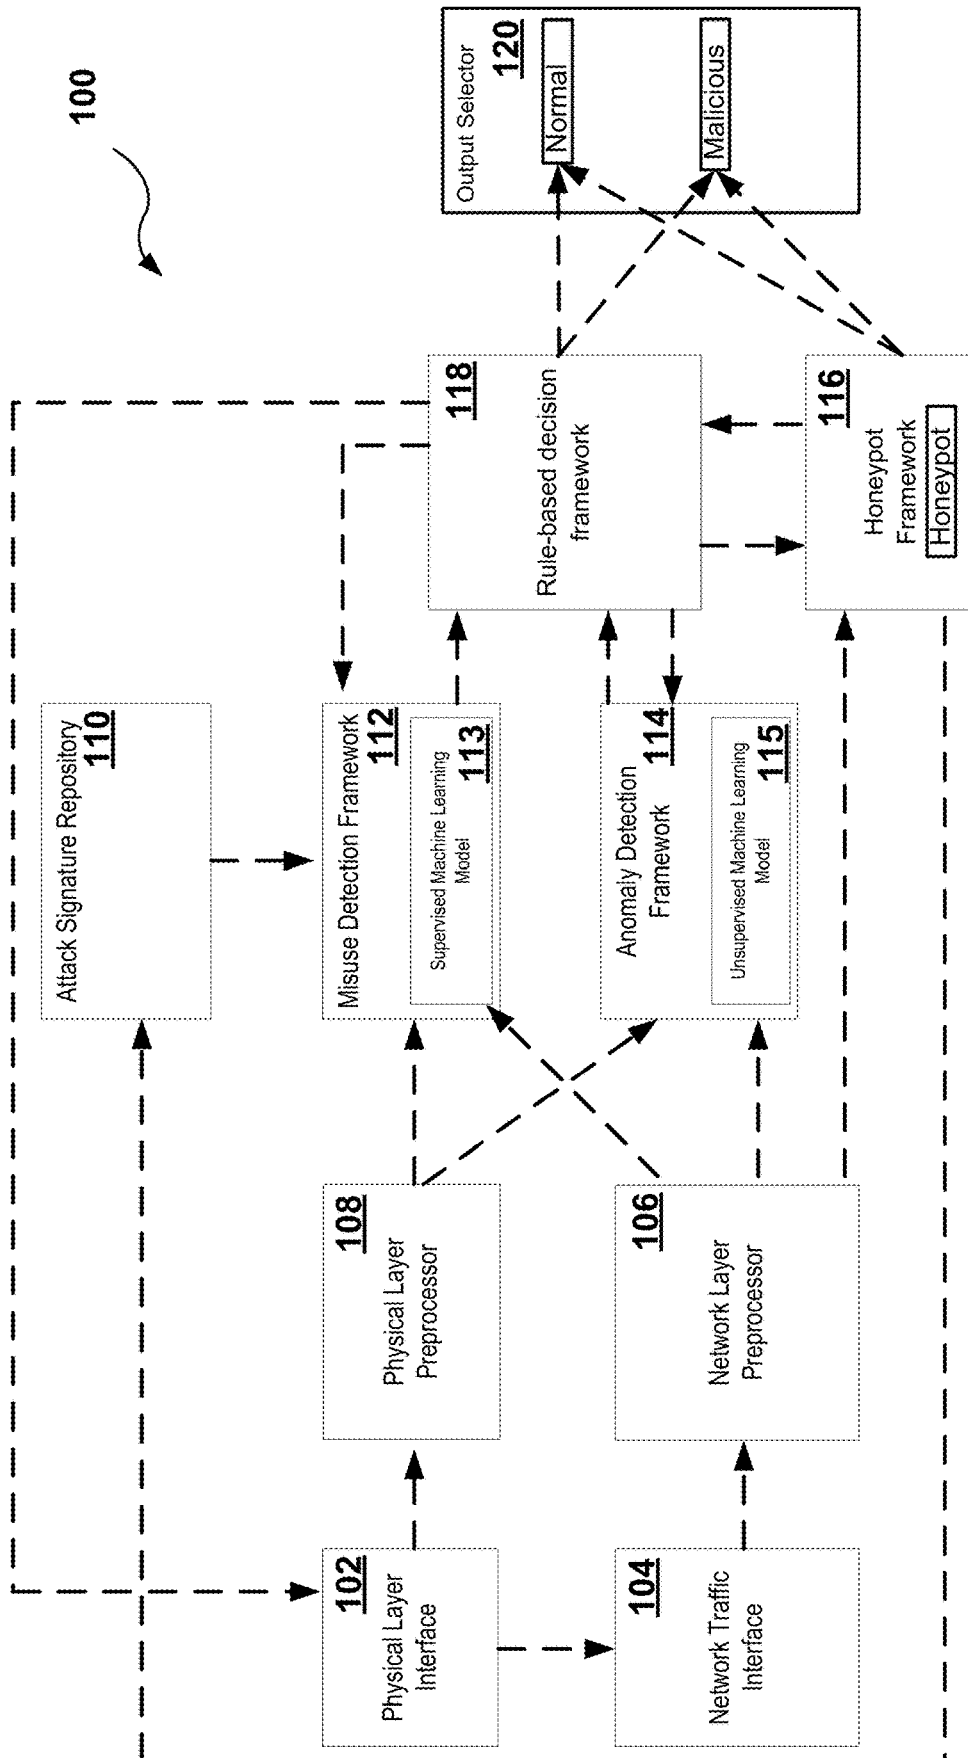 100
Attack Signature Repository
110
Physical Layer
Interface
102
Physical Layer
Preprocessor
108
Misuse Detection Framework
112
Supervised Machine Learning
Model
113
Rule-based decision
framework
118
Output Selector
120
Normal
Malicious
Network Traffic
Interface
104
Network Layer
Preprocessor
106
Anomaly Detection
Framework
114
Unsupervised Machine Learning
Model
115
Honeypot
Framework
116
Honeypot